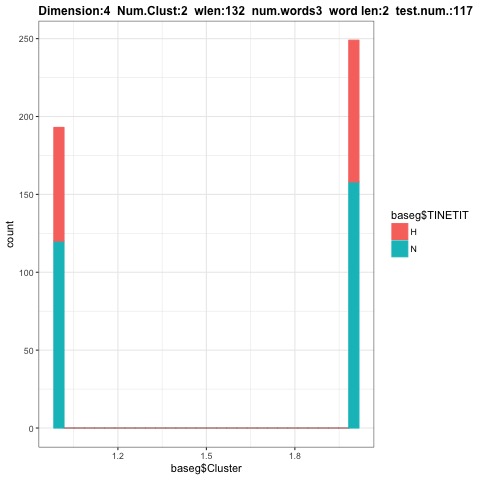 Dimension:4 Num.Clust:2 wlen:132 num.words3 word len:2 test.num.:117
250
200
150
100
50
0
count
1.2 1.5 1.8
baseg$Cluster
baseg$TINETIT
H
N